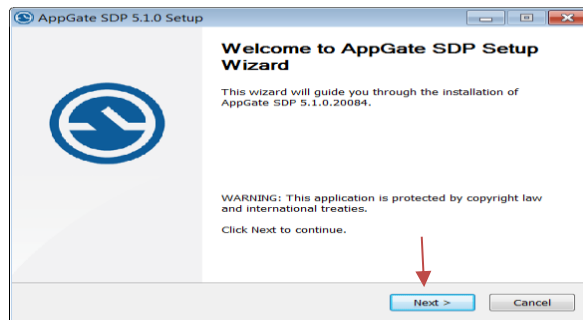 AppGate SDP 5.1.0 Setup
Welcome to AppGate SDP Setup
Wizard
This wizard will guide you through the installation of
AppGate SDP 5.1.0.20084.
WARNING: This application is protected by copyright law
and international treaties.
Click Next to continue.
Next >
Cancel